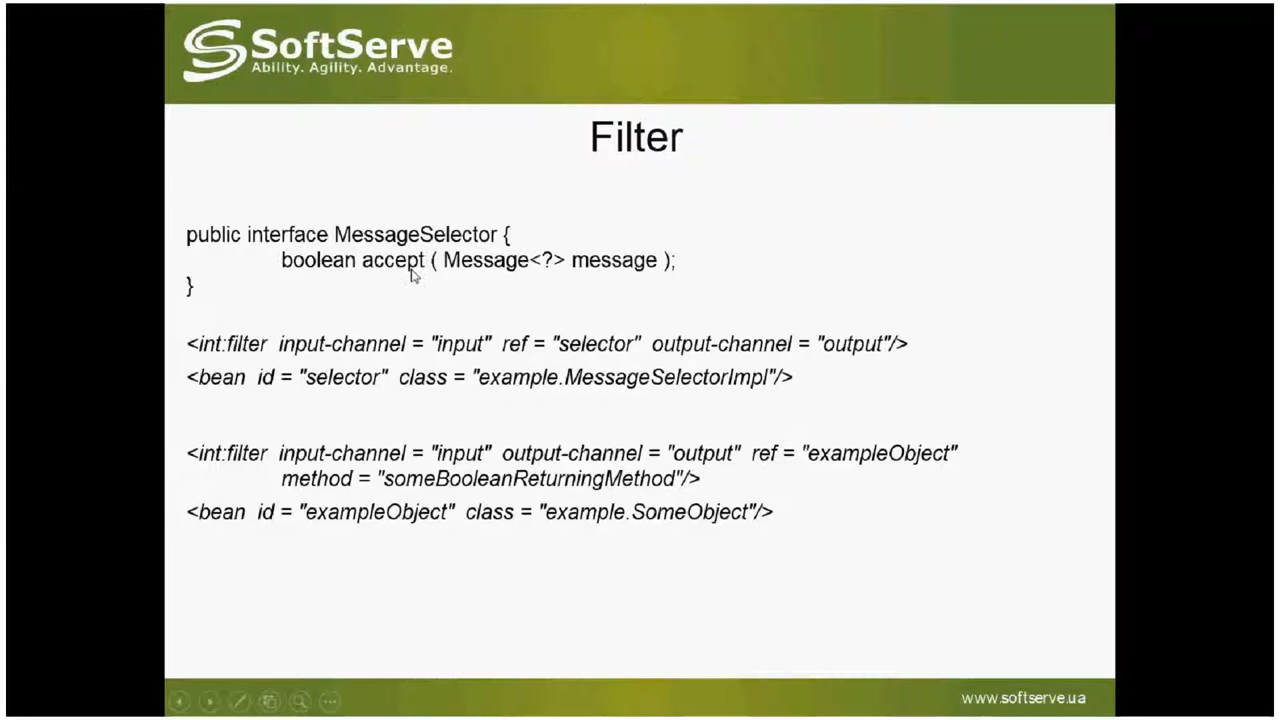 SoftServe
Ability. Agility. Advantage.
Filter
public interface MessageSelector {
boolean accept ( Message<?> message );
}
<int:filter input-channel = "input" ref = "selector" output-channel = "output"/>
<bean id = "selector" class = "example.MessageSelectorImpl"/>
<int:filter input-channel = "input" output-channel = "output" ref = "exampleObject"
method = "someBooleanReturningMethod"/>
<bean id = "exampleObject" class = "example.SomeObject"/>
www.softserve.ua